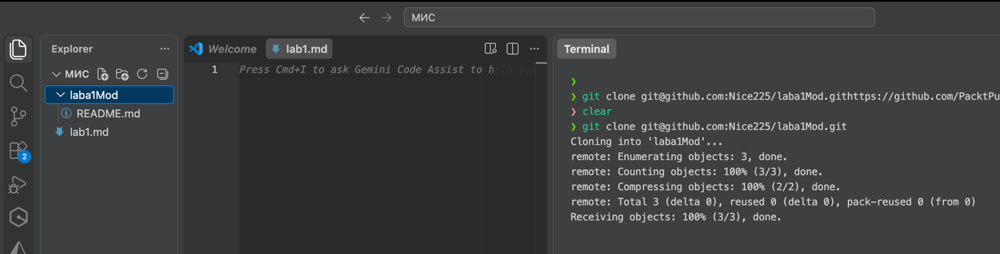 МИС
Explorer
МИС
laba1Mod
README.md
lab1.md
2
Welcome
lab1.md
1
Press Cmd+I to ask Gemini Code Assist to help you
Terminal
❯
❯ git clone git@github.com:Nice225/laba1Mod.githttps://github.com/PacktPu
❯ clear
❯ git clone git@github.com:Nice225/laba1Mod.git
Cloning into 'laba1Mod'...
remote: Enumerating objects: 3, done.
remote: Counting objects: 100% (3/3), done.
remote: Compressing objects: 100% (2/2), done.
remote: Total 3 (delta 0), reused 0 (delta 0), pack-reused 0 (from 0)
Receiving objects: 100% (3/3), done.